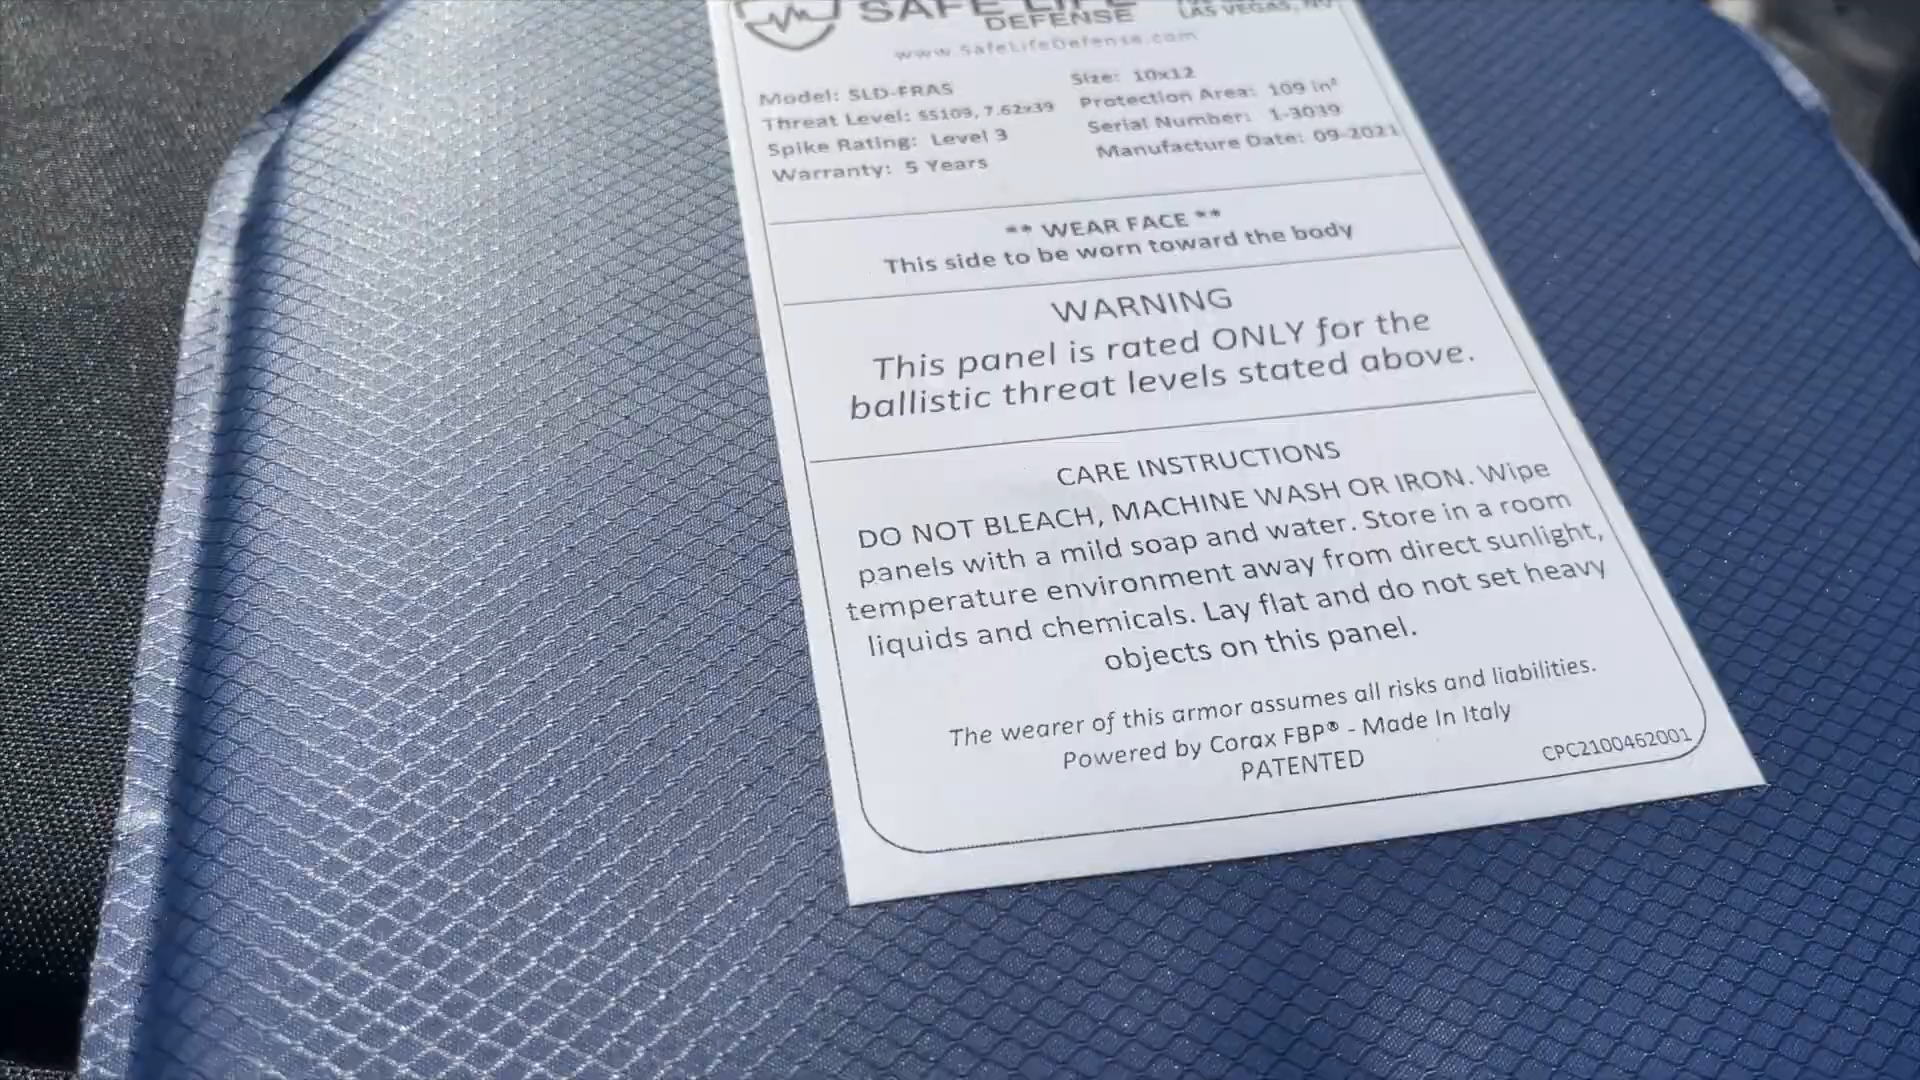 SAFE LIFE
DEFENSE
LAS VEGAS, NV
www.SafeLifeDefense.com
Model: SLD-FRAS
Threat Level: SS109, 7.62x39
Spike Rating: Level 3
Warranty: 5 Years
Size: 10x12
Protection Area: 109 in²
Serial Number: 1-3039
Manufacture Date: 09-2021
** WEAR FACE **
This side to be worn toward the body
WARNING
This panel is rated ONLY for the
ballistic threat levels stated above.
CARE INSTRUCTIONS
DO NOT BLEACH, MACHINE WASH OR IRON. Wipe
panels with a mild soap and water. Store in a room
temperature environment away from direct sunlight,
liquids and chemicals. Lay flat and do not set heavy
objects on this panel.
The wearer of this armor assumes all risks and liabilities.
Powered by Corax FBP® - Made In Italy
PATENTED
CPC2100462001